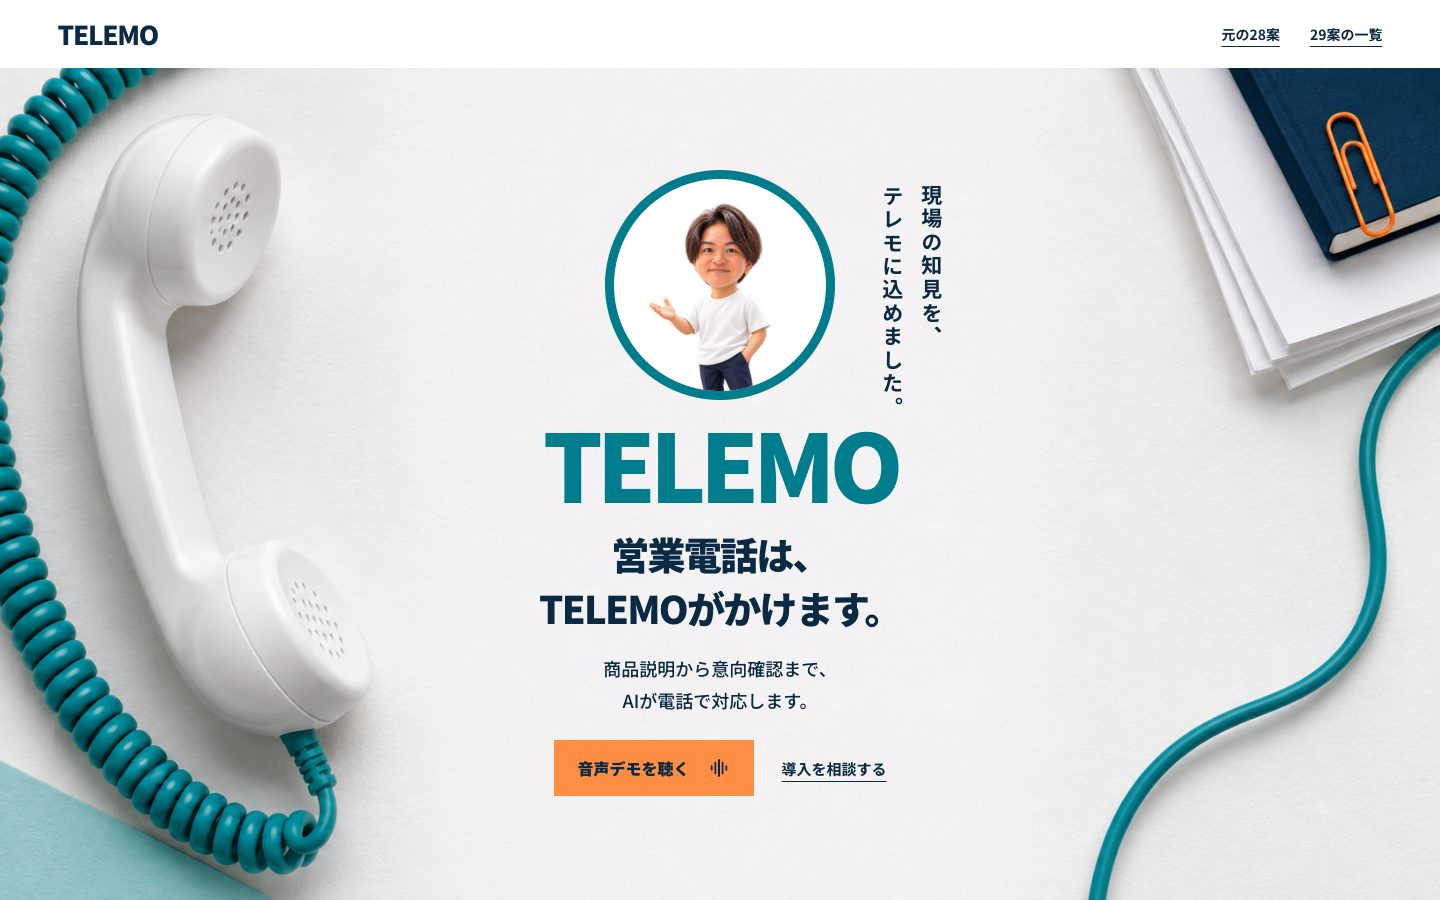 TELEMO
元の28案
29案の一覧
現場の知見を、
テレモに込めました。
TELEMO
営業電話は、
TELEMOがかけます。
商品説明から意向確認まで、
AIが電話で対応します。
音声デモを聴く
導入を相談する